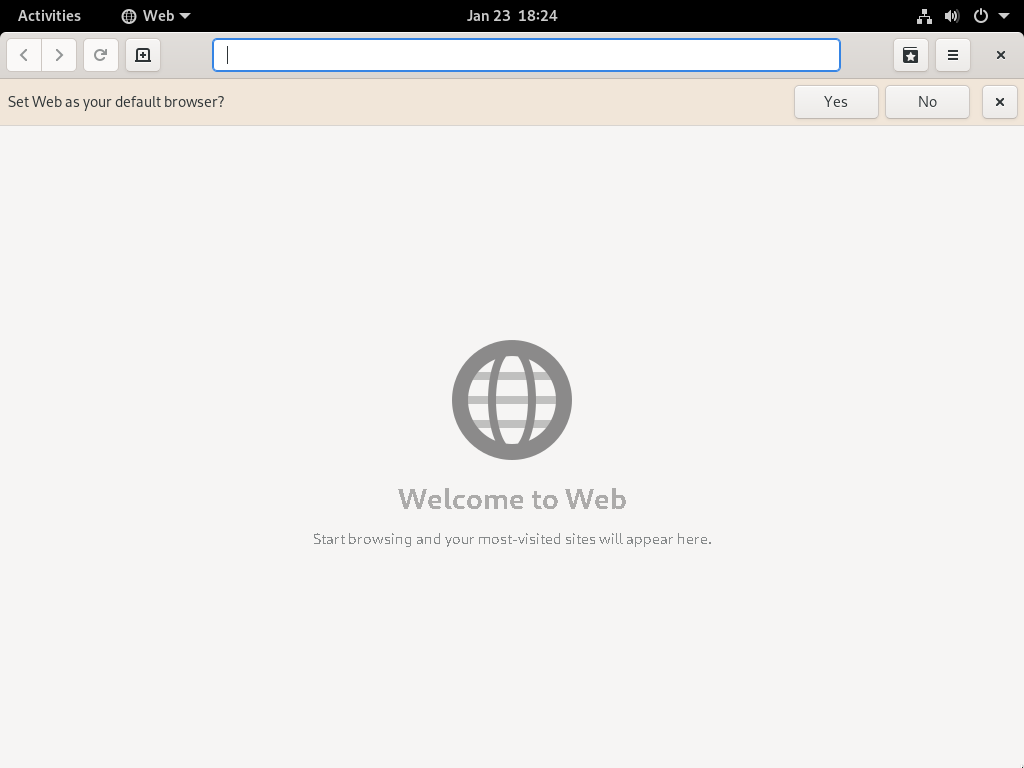 Activities
Web
Jan 23 18:24
Set Web as your default browser?
Yes
No
Welcome to Web
Start browsing and your most-visited sites will appear here.